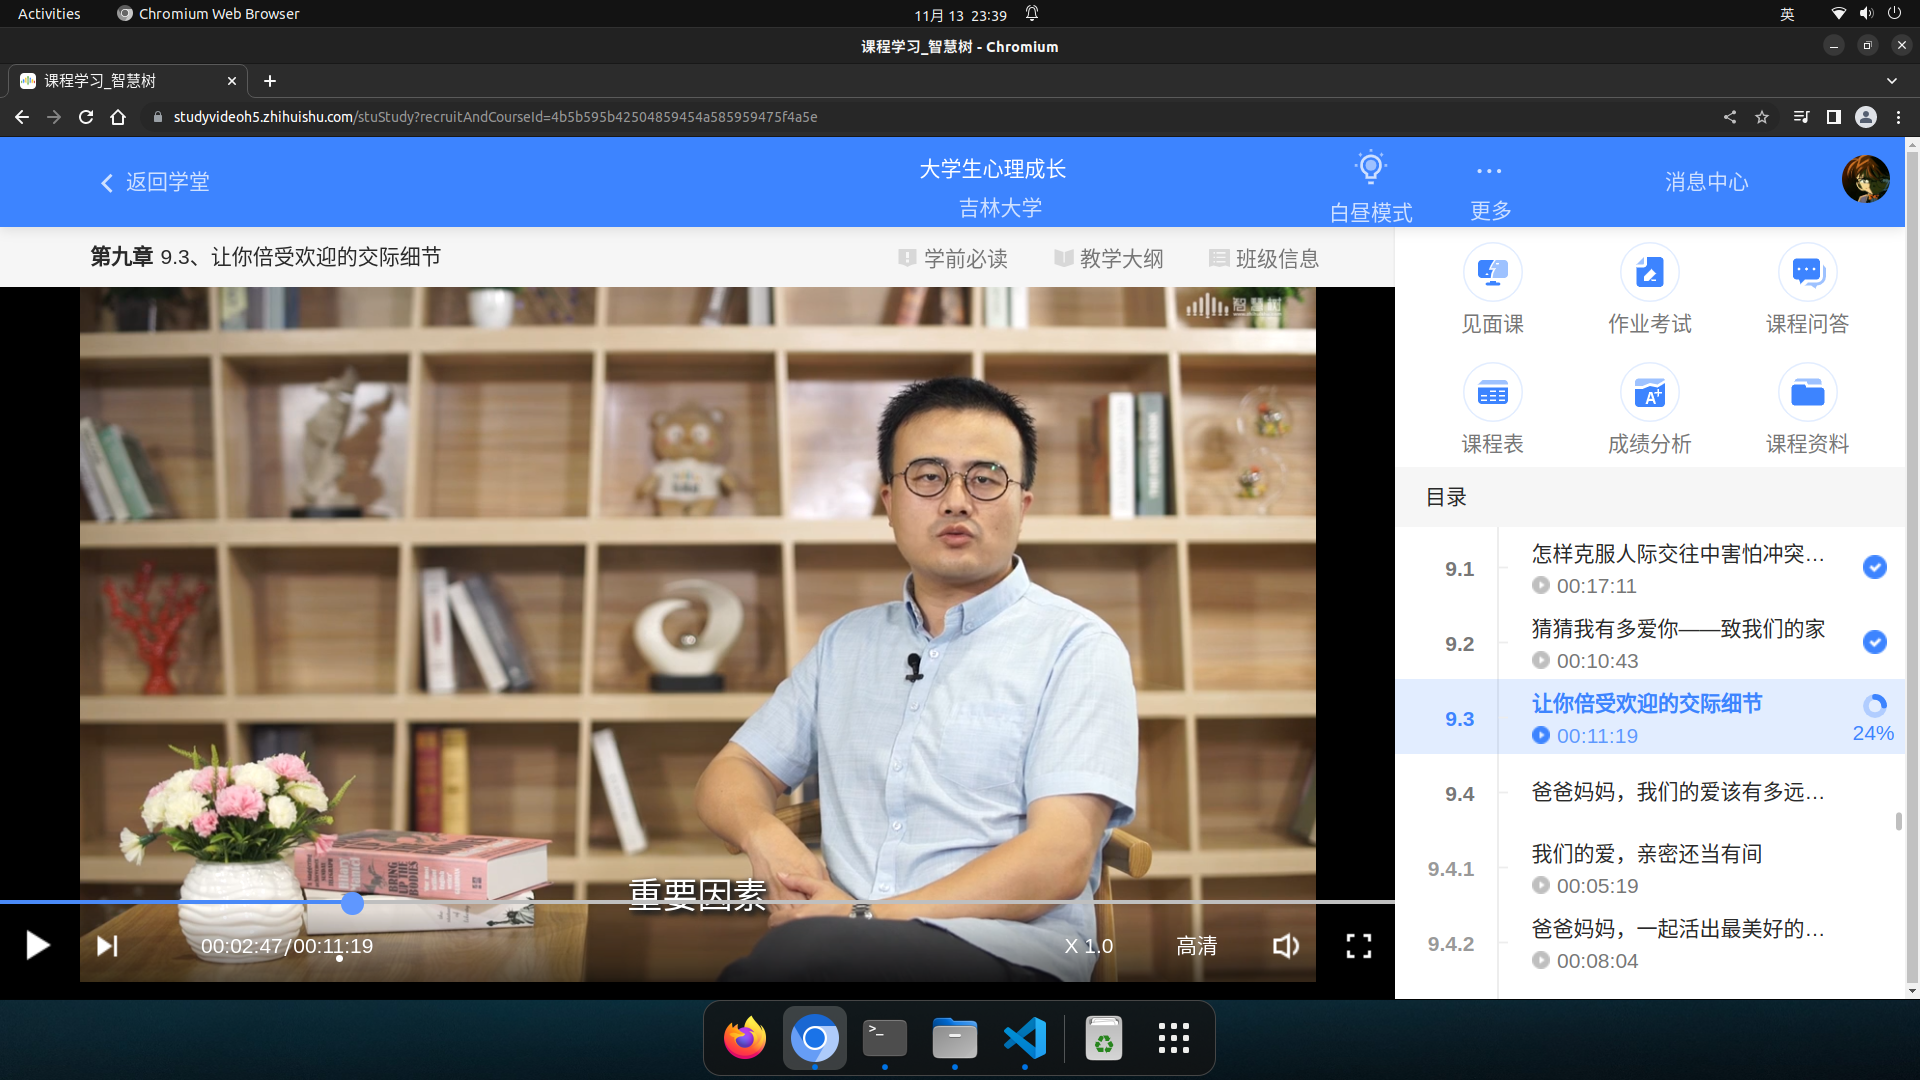 Activities
Chromium Web Browser
11月 13 23:39
英
课程学习_智慧树 - Chromium
课程学习_智慧树
studyvideoh5.zhihuishu.com/stuStudy?recruitAndCourseId=4b5b595b42504859454a585959475f4a5e
返回学堂
大学生心理成长
吉林大学
白昼模式
更多
消息中心
第九章 9.3、让你倍受欢迎的交际细节
学前必读
教学大纲
班级信息
智慧树
见面课
作业考试
课程问答
课程表
成绩分析
课程资料
目录
9.1
怎样克服人际交往中害怕冲突…
00:17:11
9.2
猜猜我有多爱你——致我们的家
00:10:43
9.3
让你倍受欢迎的交际细节
00:11:19
24%
9.4
爸爸妈妈，我们的爱该有多远…
9.4.1
我们的爱，亲密还当有间
00:05:19
9.4.2
爸爸妈妈，一起活出最美好的…
00:08:04
重要因素
00:02:47/00:11:19
X 1.0
高清